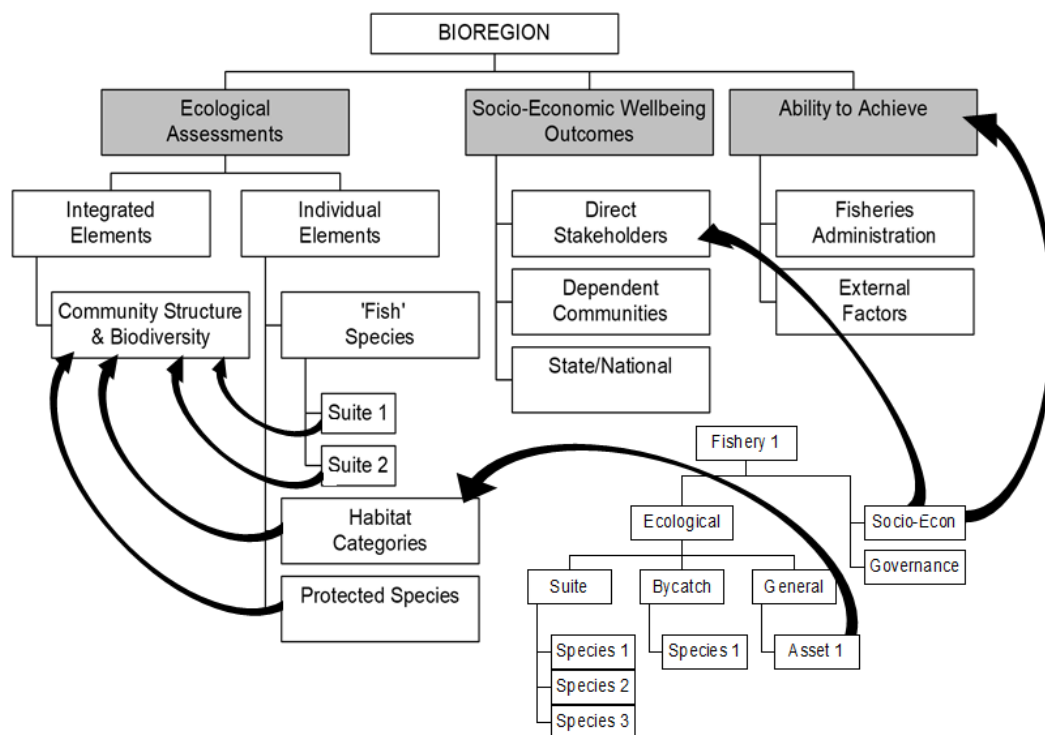 BIOREGION
Ecological
Assessments
Socio-Economic Wellbeing
Outcomes
Ability to Achieve
Integrated
Elements
Individual
Elements
Direct
Stakeholders
Fisheries
Administration
Community Structure
& Biodiversity
'Fish'
Species
Dependent
Communities
External
Factors
State/National
Suite 1
Suite 2
Habitat
Categories
Protected Species
Fishery 1
Ecological
Socio-Econ
Governance
Suite
Bycatch
General
Species 1
Species 2
Species 3
Species 1
Asset 1